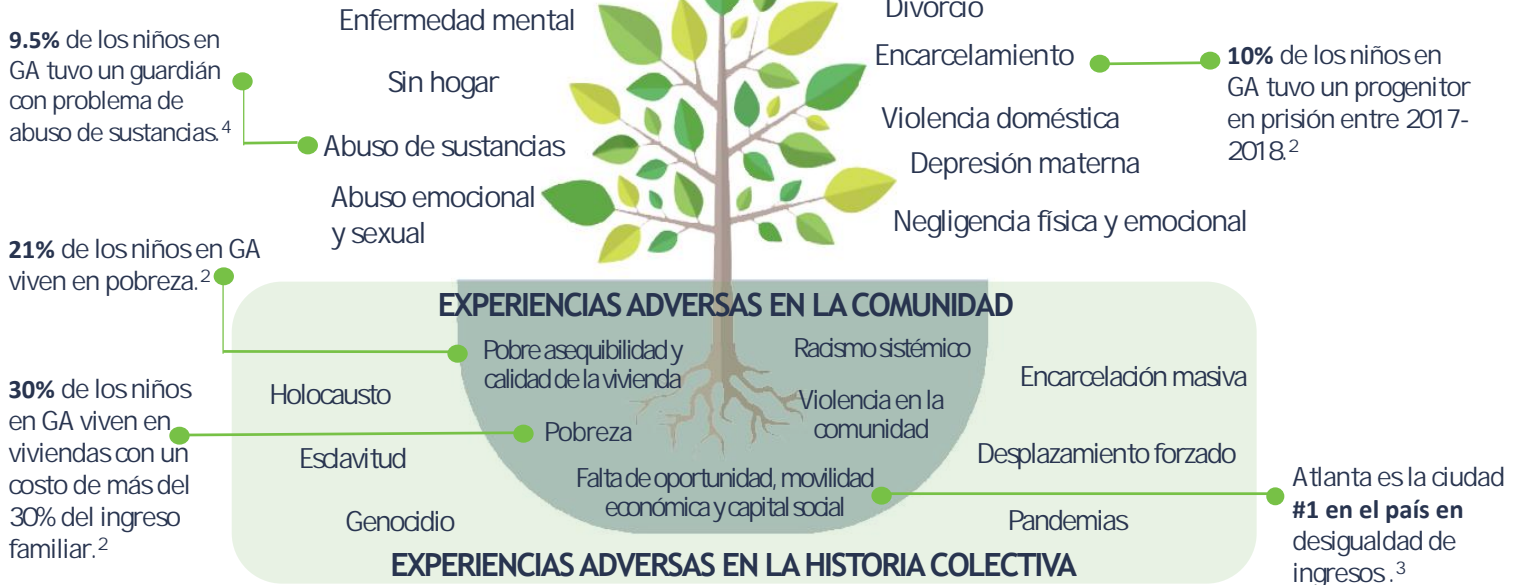 Divorcio
Enfermedad mental
9.5% de los niños en
GA tuvo un guardián
con problema de
abuso de sustancias.4
Encarcelamiento
10% de los niños en
GA tuvo un progenitor
en prisión entre 2017-
2018.2
Sin hogar
Violencia doméstica
Abuso de sustancias
Depresión materna
Abuso emocional
y sexual
Negligencia física y emocional
21% de los niños en GA
viven en pobreza.2
EXPERIENCIAS ADVERSAS EN LA COMUNIDAD
Pobre asequibilidad y
calidad de la vivienda
Racismo sistémico
30% de los niños
en GA viven en
viviendas con un
costo de más del
30% del ingreso
familiar.2
Holocausto
Encarcelación masiva
Violencia en la
comunidad
Pobreza
Esclavitud
Desplazamiento forzado
Falta de oportunidad, movilidad
económica y capital social
Atlanta es la ciudad
#1 en el país en
desigualdad de
ingresos.3
Genocidio
Pandemias
EXPERIENCIAS ADVERSAS EN LA HISTORIA COLECTIVA